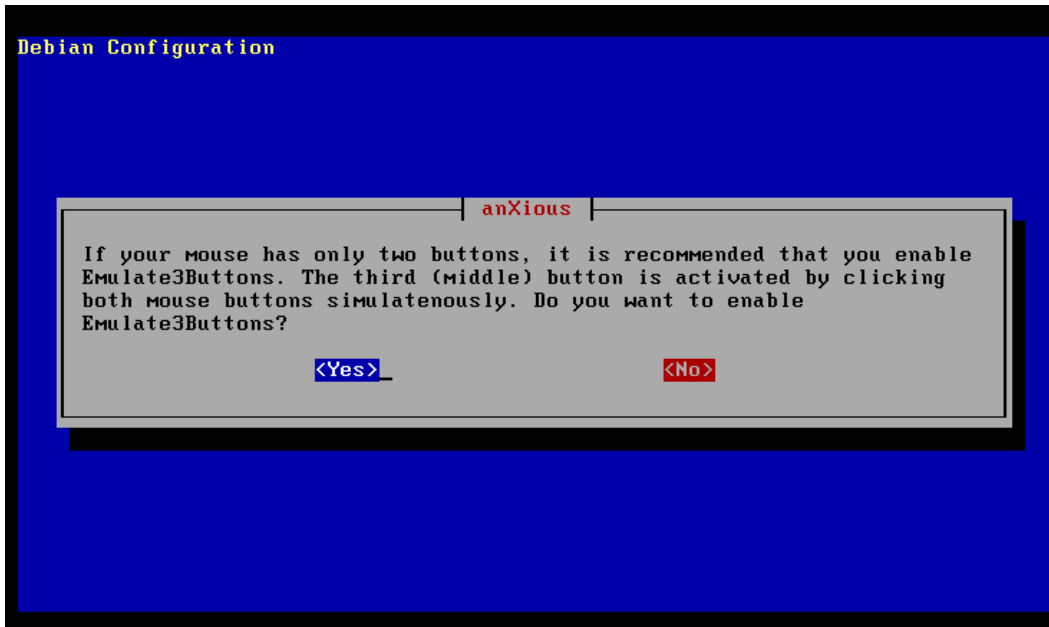 Debian Configuration
anXious
If your mouse has only two buttons, it is recommended that you enable
Emulate3Buttons. The third (middle) button is activated by clicking
both mouse buttons simulatenously. Do you want to enable
Emulate3Buttons?
<Yes> <No>